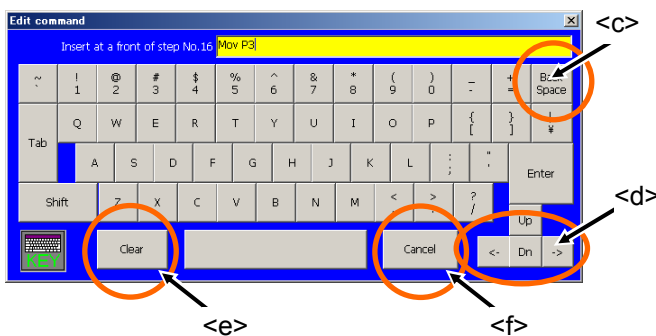 Edit command
<c>
Insert at a front of step No.16 Mov P3
~ ! @ # $ % ^ & * ( ) _ + Back
` 1 2 3 4 5 6 7 8 9 0 - = Space
Tab Q W E R T Y U I O P { [ } ] | ¥
A S D F G H J K L : ; " ' Enter
Shift Z X C V B N M < , > . ? / Up
<d>
KEY Clear Cancel <- Dn ->
<e> <f>